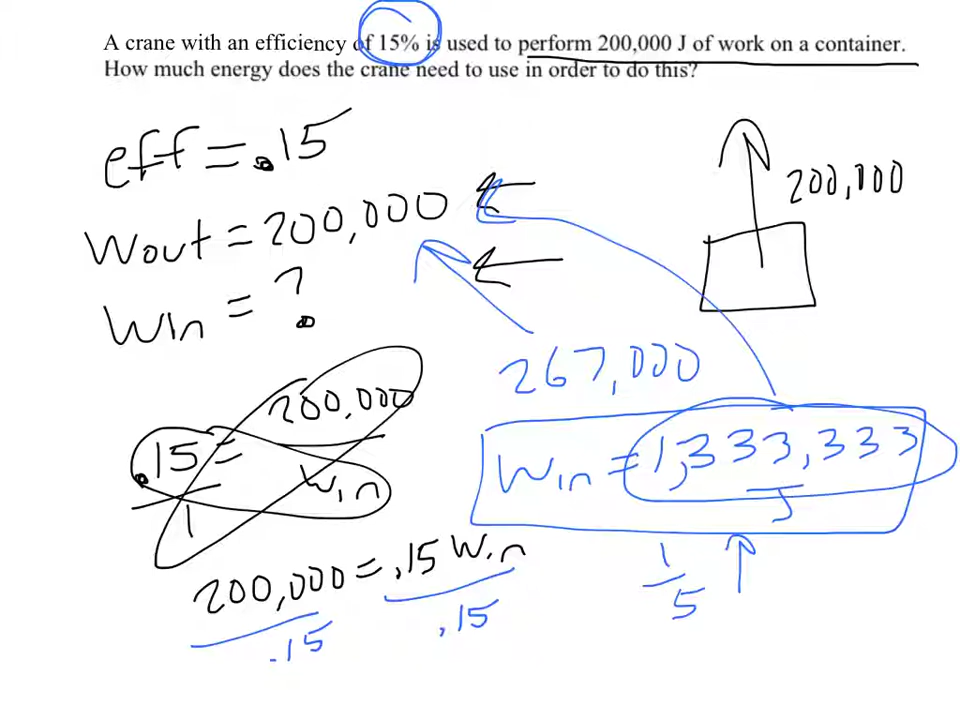 A crane with an efficiency of 15% is used to perform 200,000 J of work on a container.
How much energy does the crane need to use in order to do this?
eff = .15
Wout = 200,000
Win = ?
200,000
267,000
.15 = 200,000
1 Win
Win = 1,333,333
J
200,000 = .15 Win
.15 .15
1
5